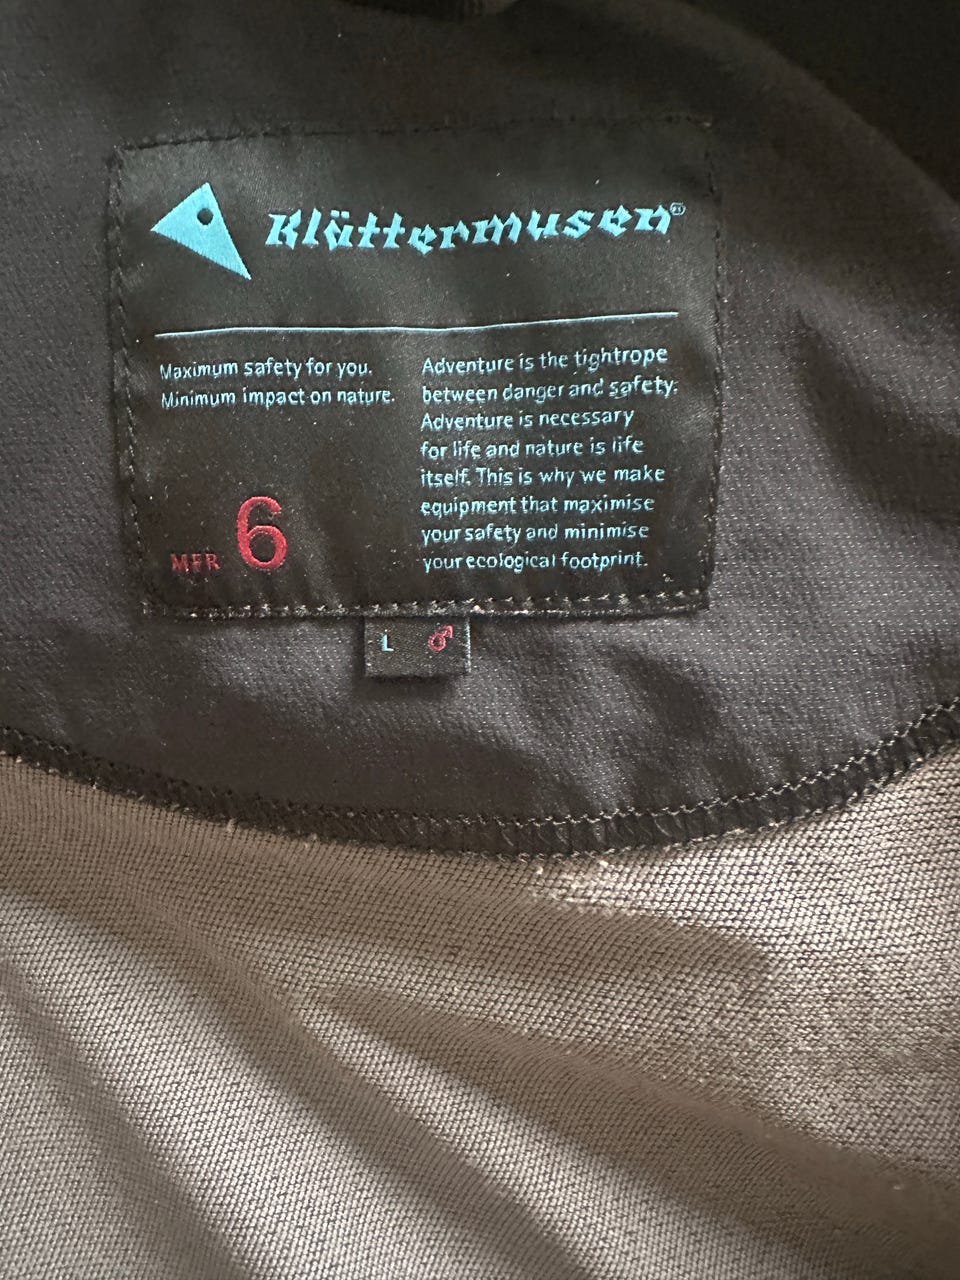 Klättermusen®
Maximum safety for you.
Minimum impact on nature.
Adventure is the tightrope
between danger and safety.
Adventure is necessary
for life and nature is life
itself. This is why we make
equipment that maximise
your safety and minimise
your ecological footprint.
MFR 6
L ♂